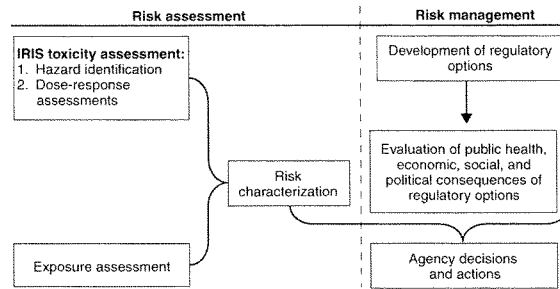 Risk assessment
Risk management
IRIS toxicity assessment:
1. Hazard identification
2. Dose-response
assessments
Development of regulatory
options
Evaluation of public health,
economic, social, and
political consequences of
regulatory options
Risk
characterization
Exposure assessment
Agency decisions
and actions